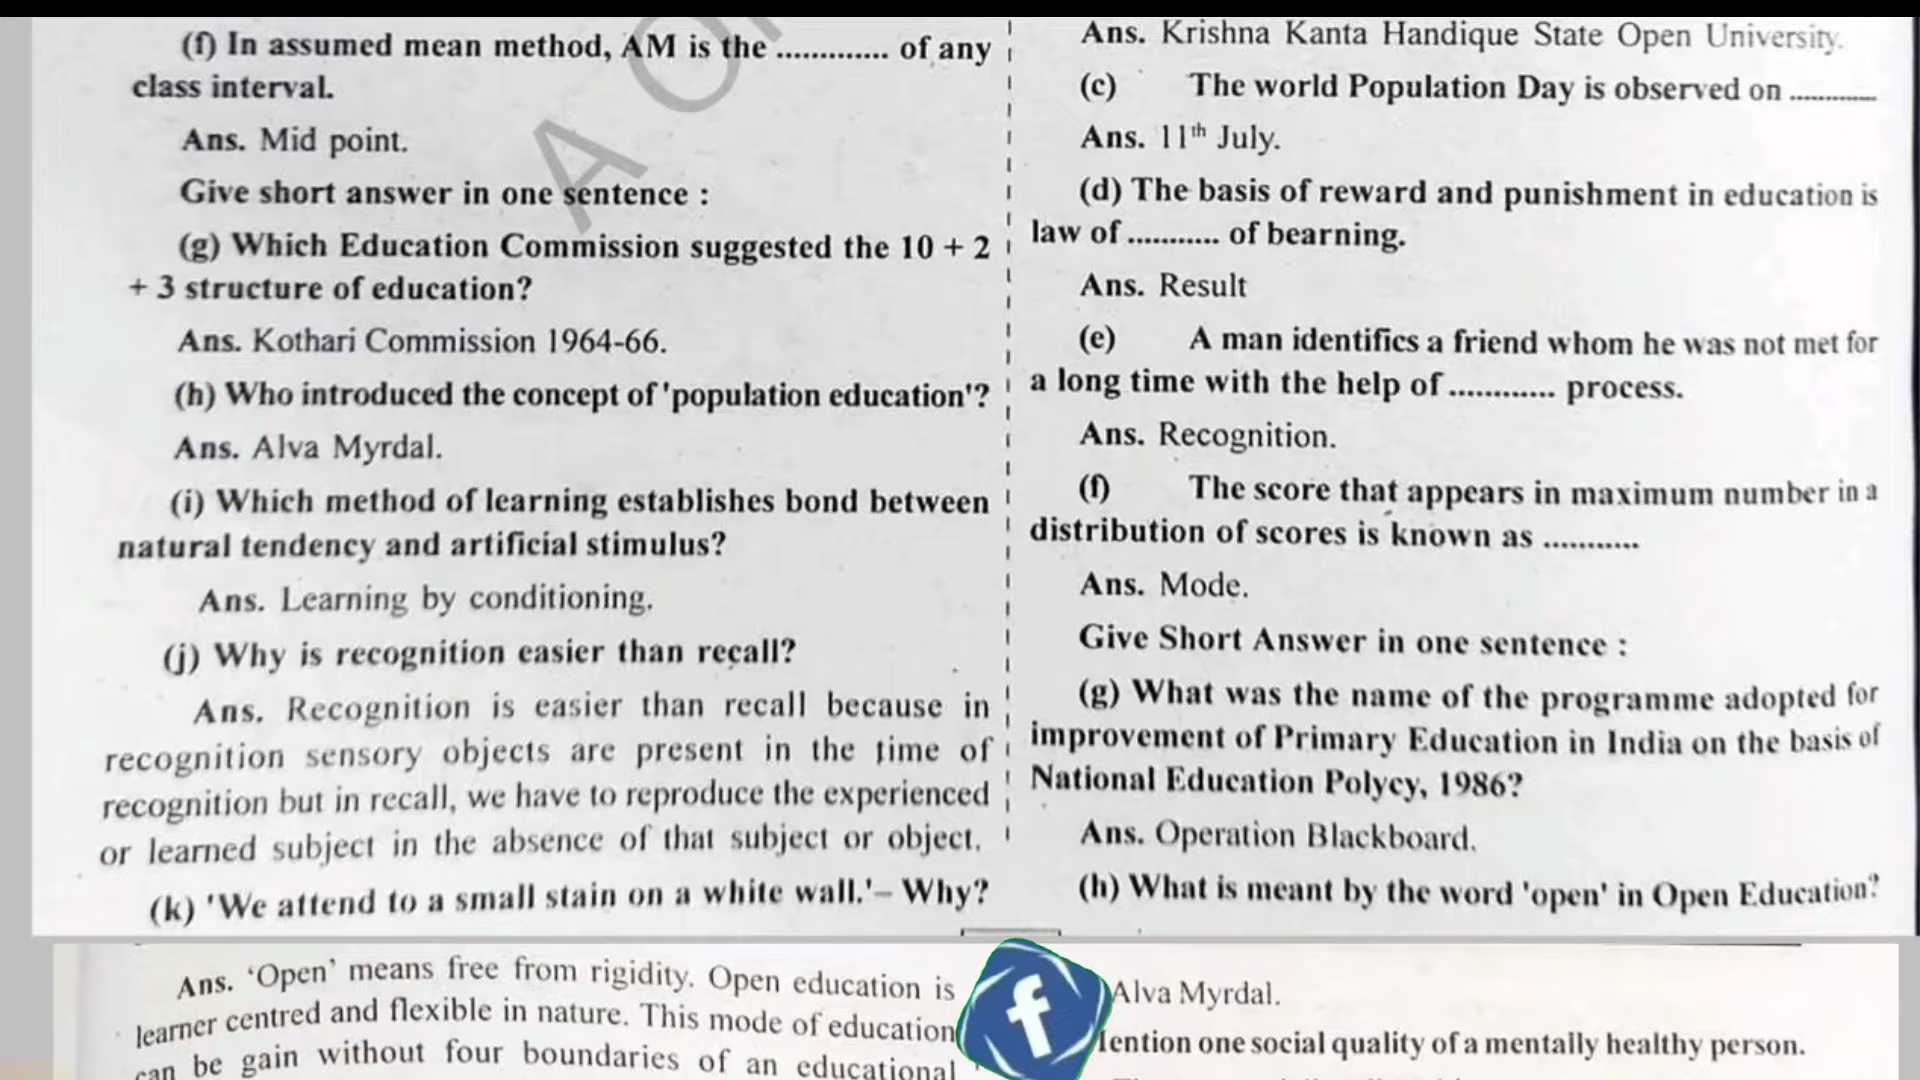 (f) In assumed mean method, AM is the ............. of any
class interval.
Ans. Mid point.
Give short answer in one sentence :
(g) Which Education Commission suggested the 10 + 2
+ 3 structure of education?
Ans. Kothari Commission 1964-66.
(h) Who introduced the concept of 'population education'?
Ans. Alva Myrdal.
(i) Which method of learning establishes bond between
natural tendency and artificial stimulus?
Ans. Learning by conditioning.
(j) Why is recognition easier than recall?
Ans. Recognition is easier than recall because in
recognition sensory objects are present in the time of
recognition but in recall, we have to reproduce the experienced
or learned subject in the absence of that subject or object.
(k) 'We attend to a small stain on a white wall.'– Why?
Ans. Krishna Kanta Handique State Open University.
(c) The world Population Day is observed on ............
Ans. 11th July.
(d) The basis of reward and punishment in education is
law of ........... of bearning.
Ans. Result
(e) A man identifics a friend whom he was not met for
a long time with the help of ............ process.
Ans. Recognition.
(f) The score that appears in maximum number in a
distribution of scores is known as ...........
Ans. Mode.
Give Short Answer in one sentence :
(g) What was the name of the programme adopted for
improvement of Primary Education in India on the basis of
National Education Polycy, 1986?
Ans. Operation Blackboard.
(h) What is meant by the word 'open' in Open Education?
Ans. 'Open' means free from rigidity. Open education is
learner centred and flexible in nature. This mode of education
can be gain without four boundaries of an educational
Alva Myrdal.
one social quality of a mentally healthy person.